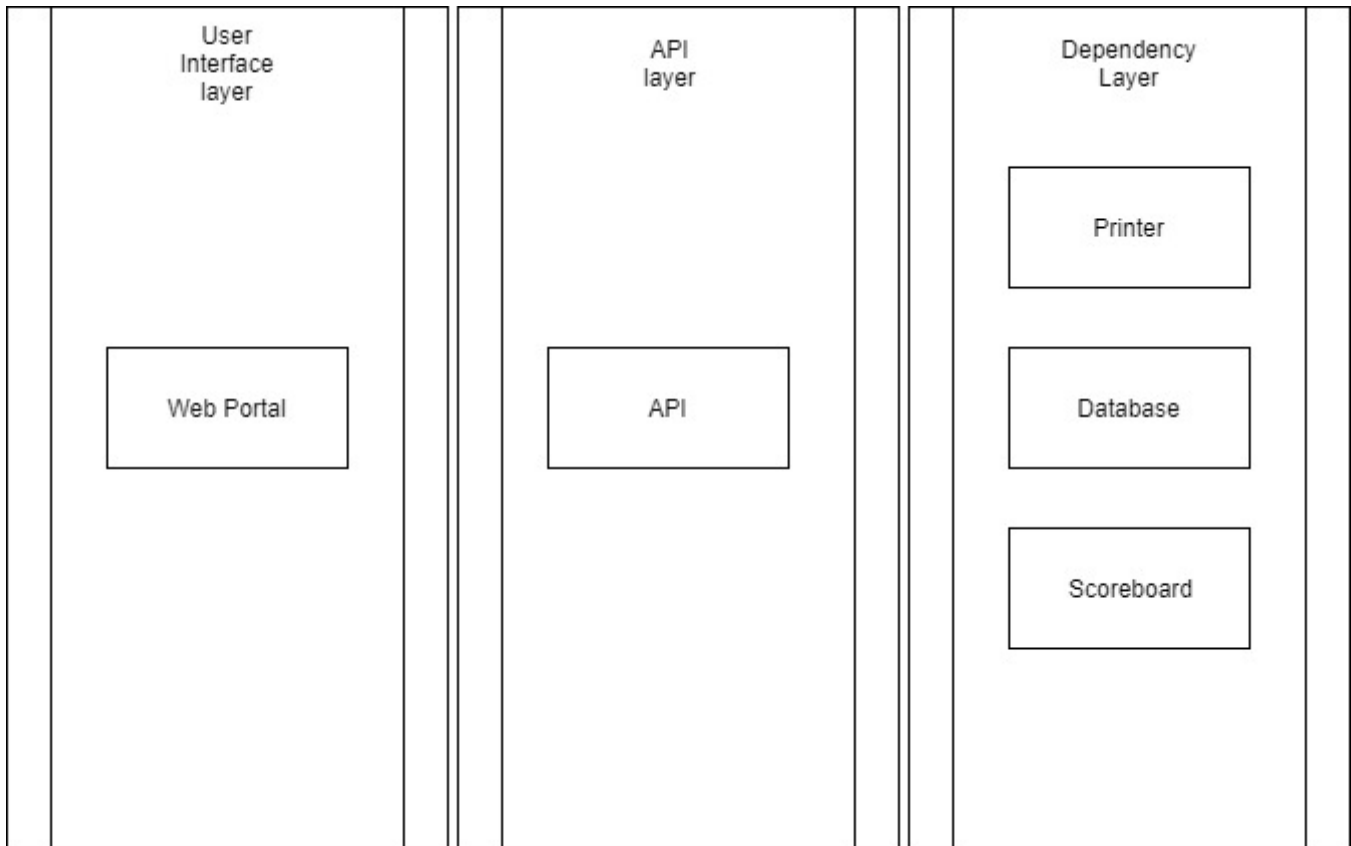 User
Interface
layer
Web Portal
API
layer
API
Dependency
Layer
Printer
Database
Scoreboard